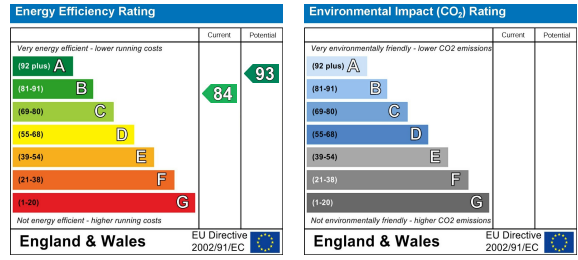 Energy Efficiency Rating
Current Potential
Very energy efficient - lower running costs
(92 plus) A
(81-91) B
(69-80) C
(55-68) D
(39-54) E
(21-38) F
(1-20) G
84
93
Not energy efficient - higher running costs
England & Wales
EU Directive
2002/91/EC
Environmental Impact (CO2) Rating
Current Potential
Very environmentally friendly - lower CO2 emissions
(92 plus) A
(81-91) B
(69-80) C
(55-68) D
(39-54) E
(21-38) F
(1-20) G
Not environmentally friendly - higher CO2 emissions
England & Wales
EU Directive
2002/91/EC